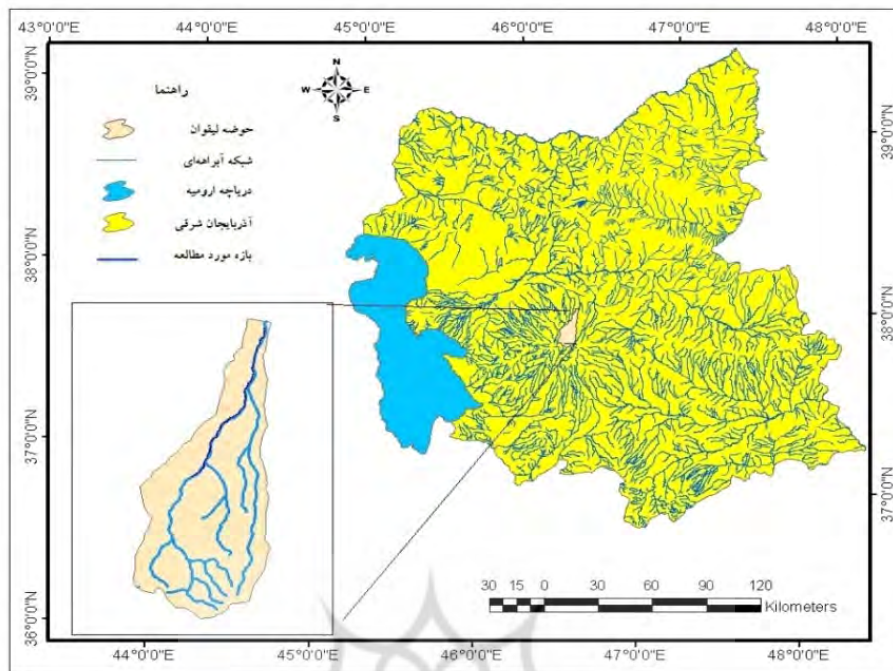 43°0'0"E 44°0'0"E 45°0'0"E 46°0'0"E 47°0'0"E 48°0'0"E
39°0'0"N
38°0'0"N
37°0'0"N
36°0'0"N
راهنما
حوضه لیقوان
شبکه آبراهه‌ای
دریاچه ارومیه
آذربایجان شرقی
بازه مورد مطالعه
N
W E
S
39°0'0"N
38°0'0"N
37°0'0"N
30 15 0 30 60 90 120
Kilometers
44°0'0"E 45°0'0"E 46°0'0"E 47°0'0"E 48°0'0"E